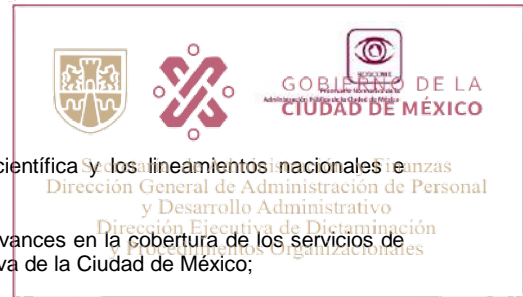 GOBIERNO DE LA
CIUDAD DE MÉXICO
científica y los lineamientos nacionales e
Secretaría de Administración y Finanzas
Dirección General de Administración de Personal
y Desarrollo Administrativo
Dirección Ejecutiva de Dictaminación
vances en la cobertura de los servicios de
y Procedimientos Organizacionales
va de la Ciudad de México;